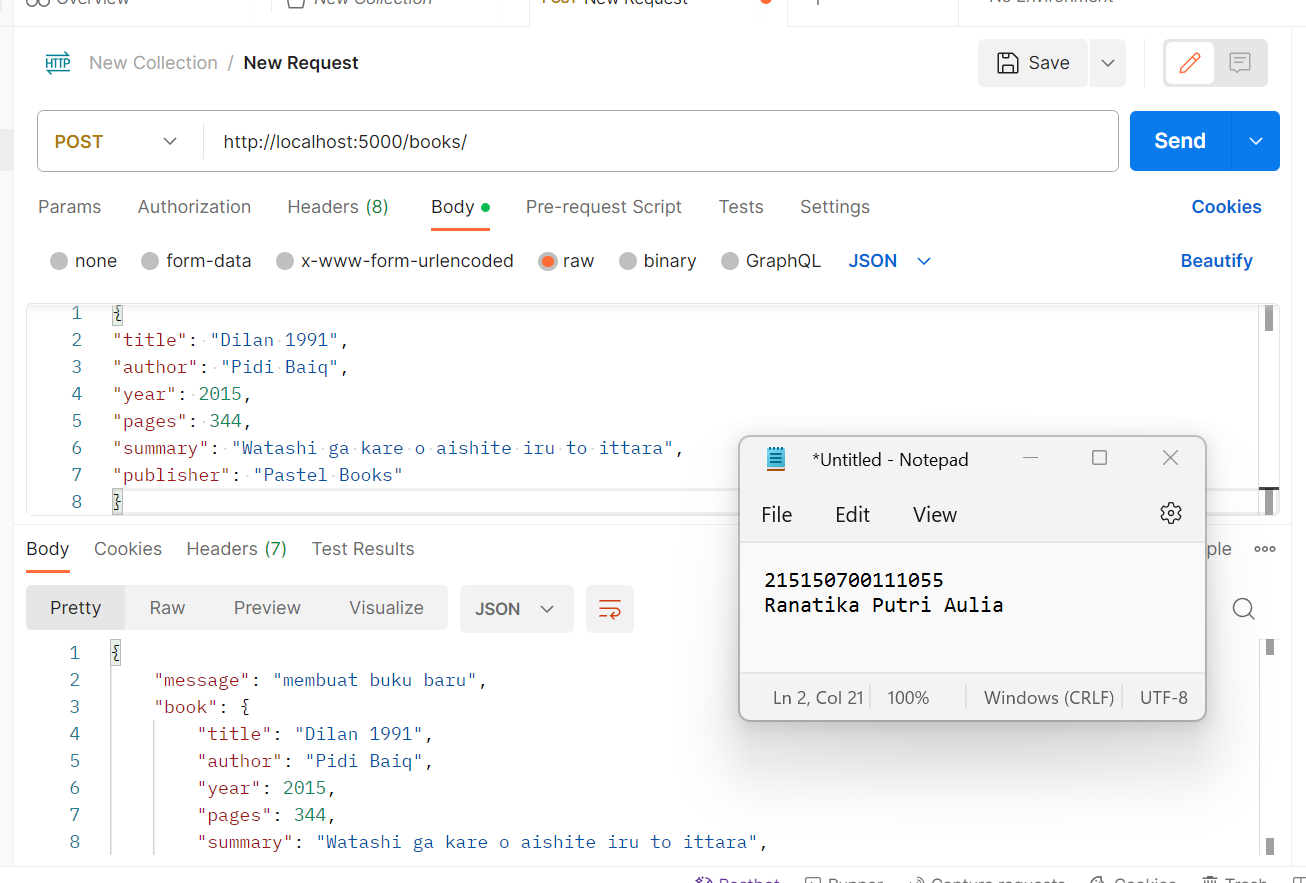 Overview
New Collection
POST New Request
+
No Environment
HTTP New Collection / New Request
Save
POST
http://localhost:5000/books/
Send
Params Authorization Headers (8) Body Pre-request Script Tests Settings Cookies
none form-data x-www-form-urlencoded raw binary GraphQL JSON Beautify
1 {
2 "title": "Dilan 1991",
3 "author": "Pidi Baiq",
4 "year": 2015,
5 "pages": 344,
6 "summary": "Watashi ga kare o aishite iru to ittara",
7 "publisher": "Pastel Books"
8 }
*Untitled - Notepad
File Edit View
215150700111055
Ranatika Putri Aulia
Ln 2, Col 21 100% Windows (CRLF) UTF-8
Body Cookies Headers (7) Test Results
ple
Pretty Raw Preview Visualize JSON
1 {
2 "message": "membuat buku baru",
3 "book": {
4 "title": "Dilan 1991",
5 "author": "Pidi Baiq",
6 "year": 2015,
7 "pages": 344,
8 "summary": "Watashi ga kare o aishite iru to ittara",
Postbot Runner Capture requests Cookies Trash